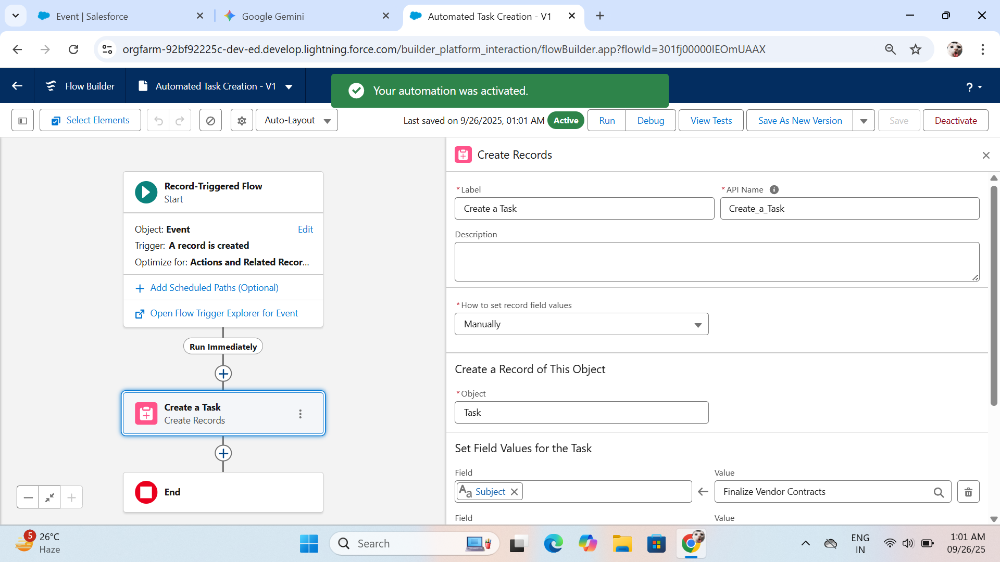 Event | Salesforce
Google Gemini
Automated Task Creation - V1
orgfarm-92bf92225c-dev-ed.develop.lightning.force.com/builder_platform_interaction/flowBuilder.app?flowId=301fj00000IEOmUAAX
Flow Builder
Automated Task Creation - V1
Your automation was activated.
?
Select Elements
Auto-Layout
Last saved on 9/26/2025, 01:01 AM
Active
Run
Debug
View Tests
Save As New Version
Save
Deactivate
Record-Triggered Flow
Start
Object: Event
Edit
Trigger: A record is created
Optimize for: Actions and Related Recor...
Add Scheduled Paths (Optional)
Open Flow Trigger Explorer for Event
Run Immediately
Create a Task
Create Records
End
Create Records
*Label
Create a Task
*API Name
Create_a_Task
Description
*How to set record field values
Manually
Create a Record of This Object
*Object
Task
Set Field Values for the Task
Field
Value
Aa Subject
Finalize Vendor Contracts
Field
Value
5
26°C
Haze
Search
ENG
IN
1:01 AM
09/26/25